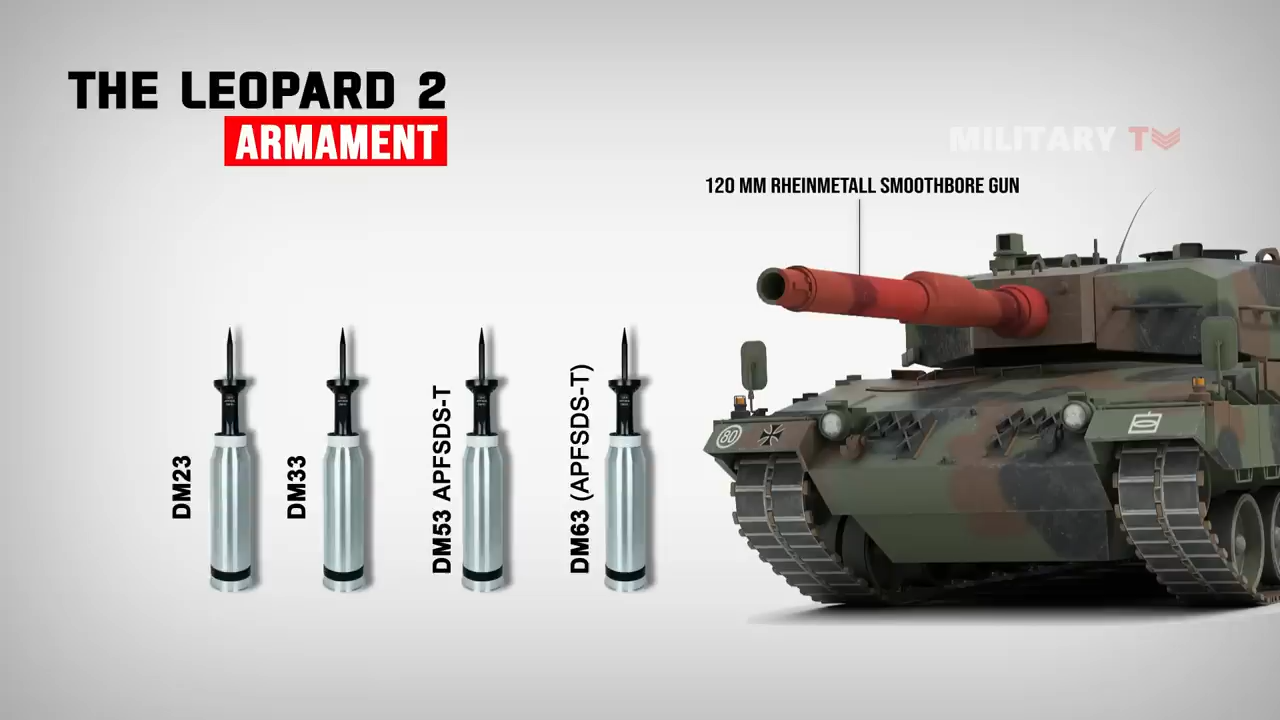 THE LEOPARD 2
ARMAMENT
MILITARY TV
120 MM RHEINMETALL SMOOTHBORE GUN
DM23
DM33
DM53 APFSDS-T
DM63 (APFSDS-T)
80